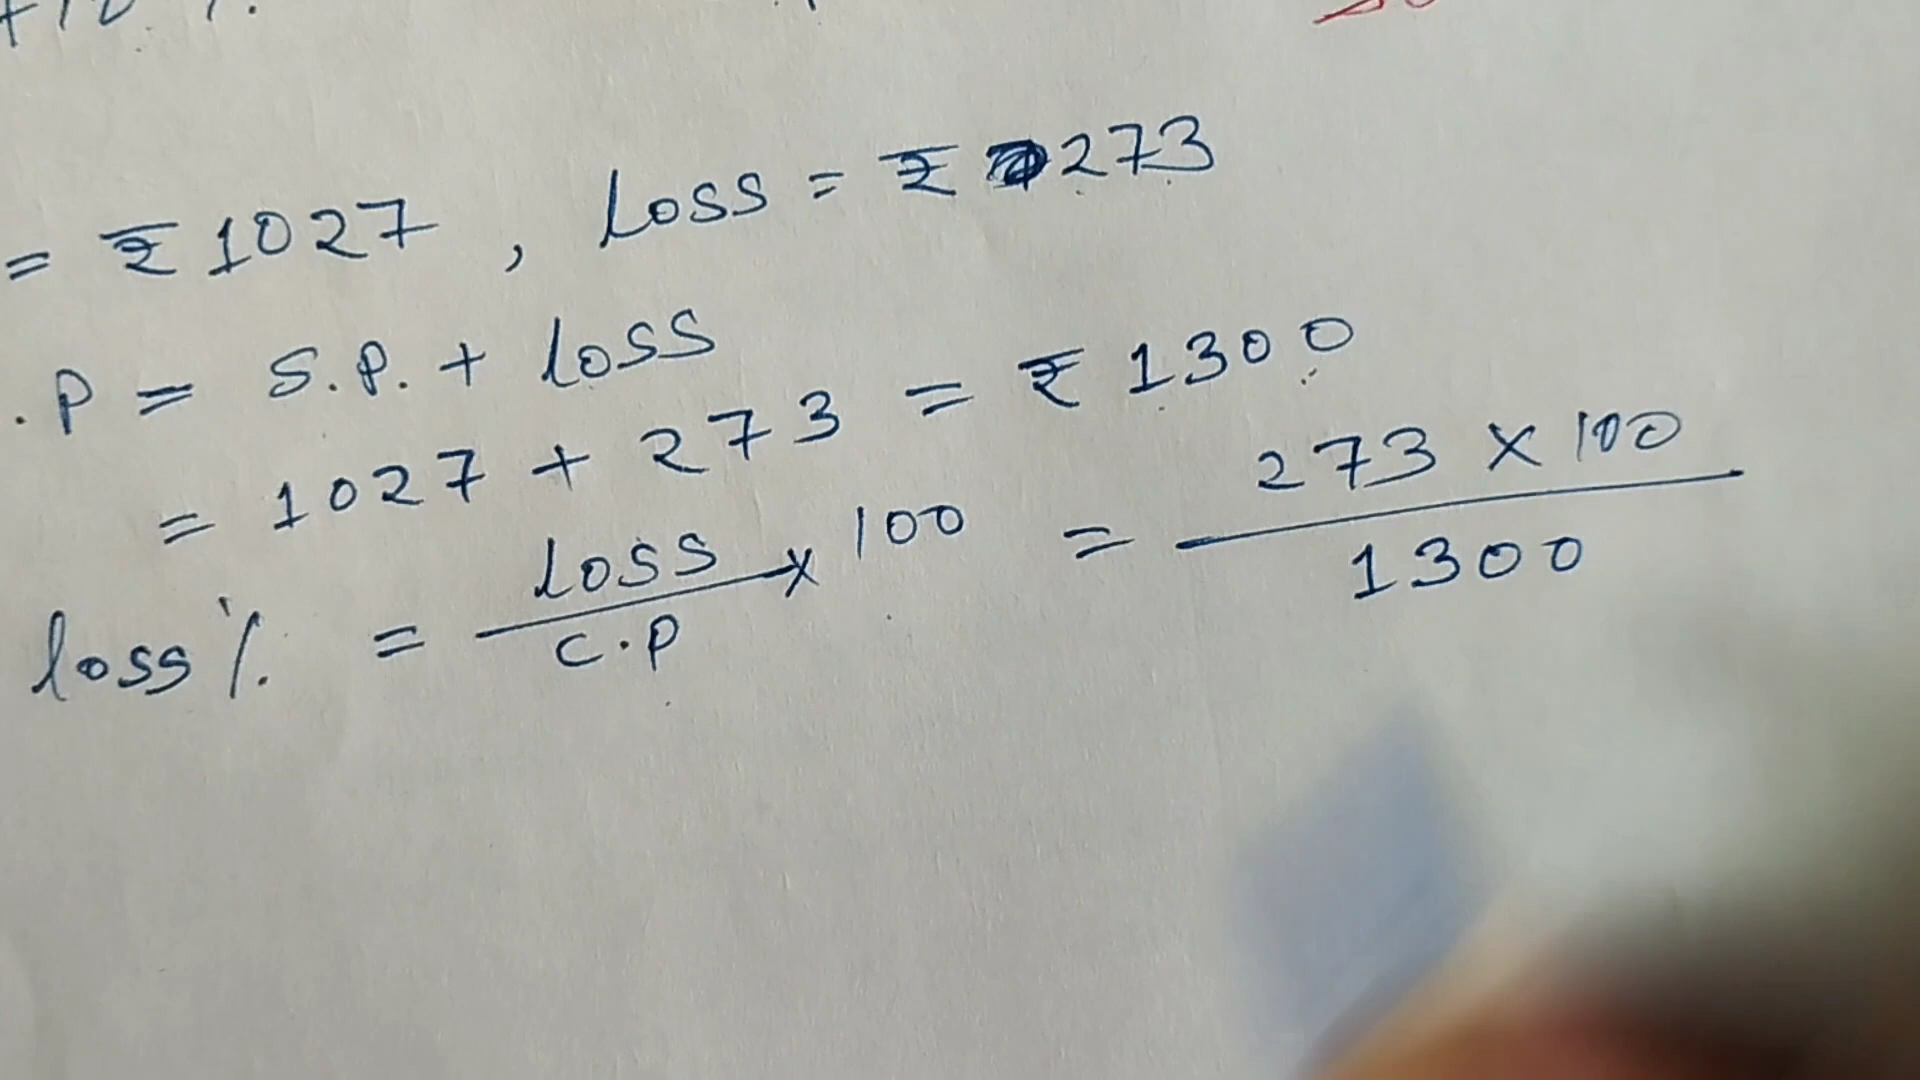 = ₹ 1027 , Loss = ₹ 273
.P = S.P. + loss
= 1027 + 273 = ₹ 1300
loss % = loss / C.P × 100 = 273 × 100 / 1300